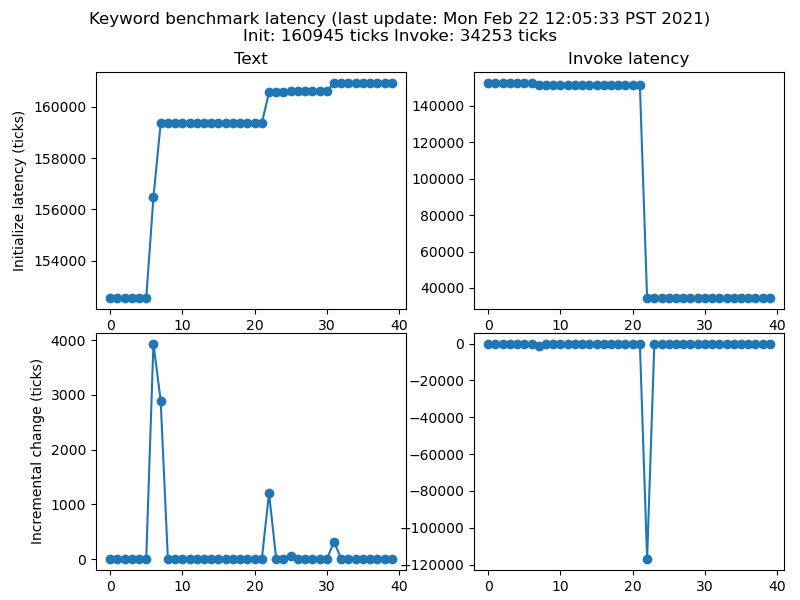 Keyword benchmark latency (last update: Mon Feb 22 12:05:33 PST 2021)
Init: 160945 ticks Invoke: 34253 ticks
Text
Initialize latency (ticks)
160000
158000
156000
154000
0 10 20 30 40
Invoke latency
140000
120000
100000
80000
60000
40000
0 10 20 30 40
Incremental change (ticks)
4000
3000
2000
1000
0
0 10 20 30 40
0
−20000
−40000
−60000
−80000
−100000
−120000
0 10 20 30 40